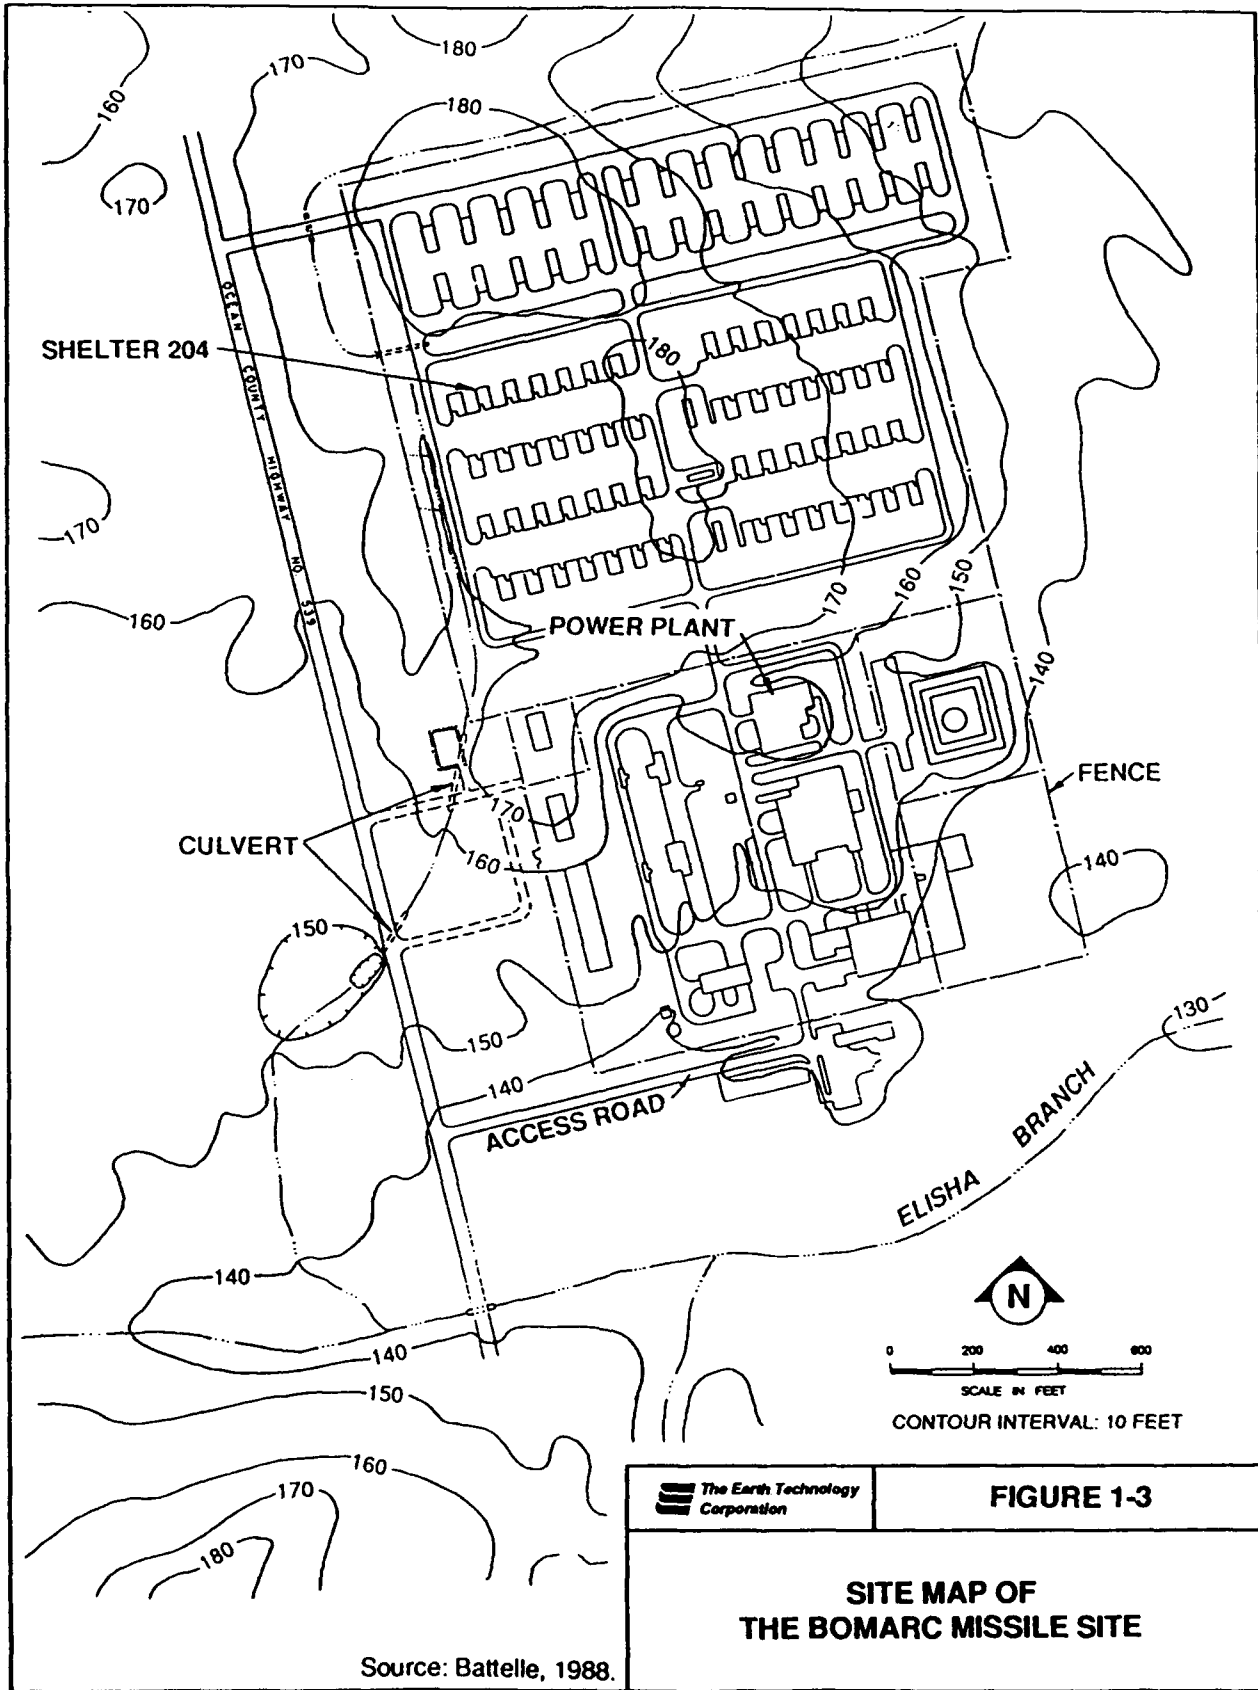 180
170
160
180
170
OCEAN COUNTY HIGHWAY NO 539
SHELTER 204
180
170
160
170
160
150
POWER PLANT
140
FENCE
170
CULVERT
160
140
150
150
130
140
ACCESS ROAD
ELISHA BRANCH
140
N
140
0 200 400 600
SCALE IN FEET
150
CONTOUR INTERVAL: 10 FEET
160
170
180
The Earth Technology
Corporation
FIGURE 1-3
SITE MAP OF
THE BOMARC MISSILE SITE
Source: Battelle, 1988.